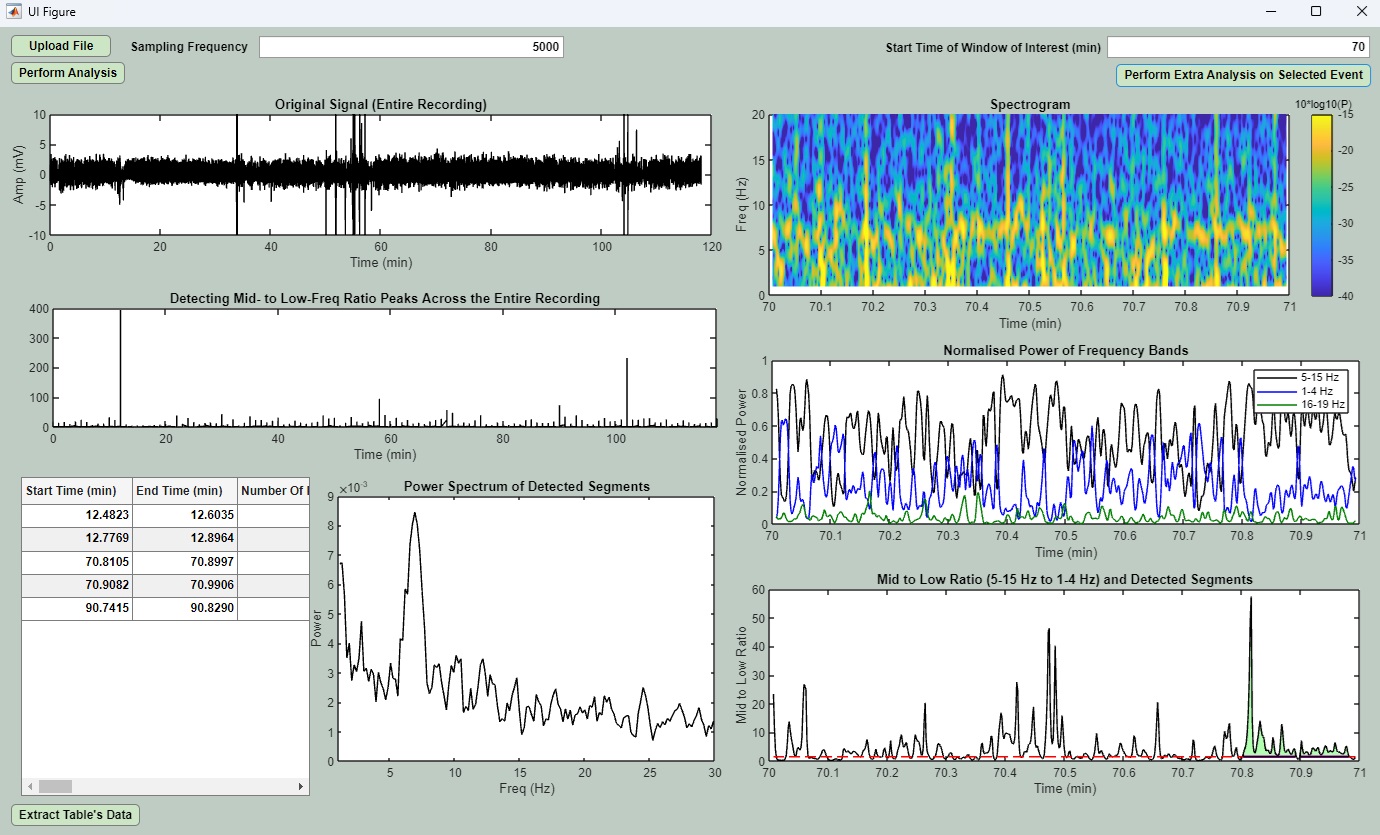 UI Figure
Upload File
Sampling Frequency
5000
Start Time of Window of Interest (min)
70
Perform Analysis
Perform Extra Analysis on Selected Event
Original Signal (Entire Recording)
10
5
0
-5
-10
Amp (mV)
0 20 40 60 80 100 120
Time (min)
Spectrogram
10*log10(P)
20
15
10
5
0
Freq (Hz)
70 70.1 70.2 70.3 70.4 70.5 70.6 70.7 70.8 70.9 71
Time (min)
-15
-20
-25
-30
-35
-40
Detecting Mid- to Low-Freq Ratio Peaks Across the Entire Recording
400
300
200
100
0
0 20 40 60 80 100
Time (min)
Normalised Power of Frequency Bands
1
0.8
0.6
0.4
0.2
0
Normalised Power
5-15 Hz
1-4 Hz
16-19 Hz
70 70.1 70.2 70.3 70.4 70.5 70.6 70.7 70.8 70.9 71
Time (min)
Start Time (min) End Time (min) Number Of
12.4823 12.6035
12.7769 12.8964
70.8105 70.8997
70.9082 70.9906
90.7415 90.8290
Power Spectrum of Detected Segments
×10-3
9
8
7
6
5
4
3
2
1
0
Power
5 10 15 20 25 30
Freq (Hz)
Mid to Low Ratio (5-15 Hz to 1-4 Hz) and Detected Segments
60
50
40
30
20
10
0
Mid to Low Ratio
70 70.1 70.2 70.3 70.4 70.5 70.6 70.7 70.8 70.9 71
Time (min)
Extract Table's Data